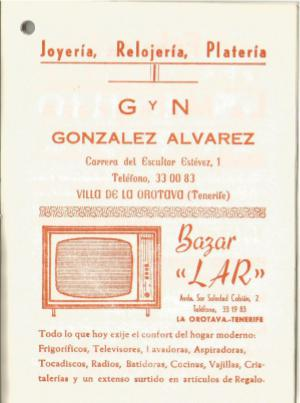 Joyería, Relojería, Platería
G Y N
GONZALEZ ALVAREZ
Carrera del Escultor Estévez, 1
Teléfono, 33 00 83
VILLA DE LA OROTAVA (Tenerife)
Bazar
«LAR»
Avda. Sor Soledad Cobián, 2
Teléfono, 33 19 83
LA OROTAVA.-TENERIFE
Todo lo que hoy exije el confort del hogar moderno:
Frigoríficos, Televisores, Lavadoras, Aspiradoras,
Tocadiscos, Radios, Batidoras, Cocinas, Vajillas, Cris-
talerías y un extenso surtido en artículos de Regalo.